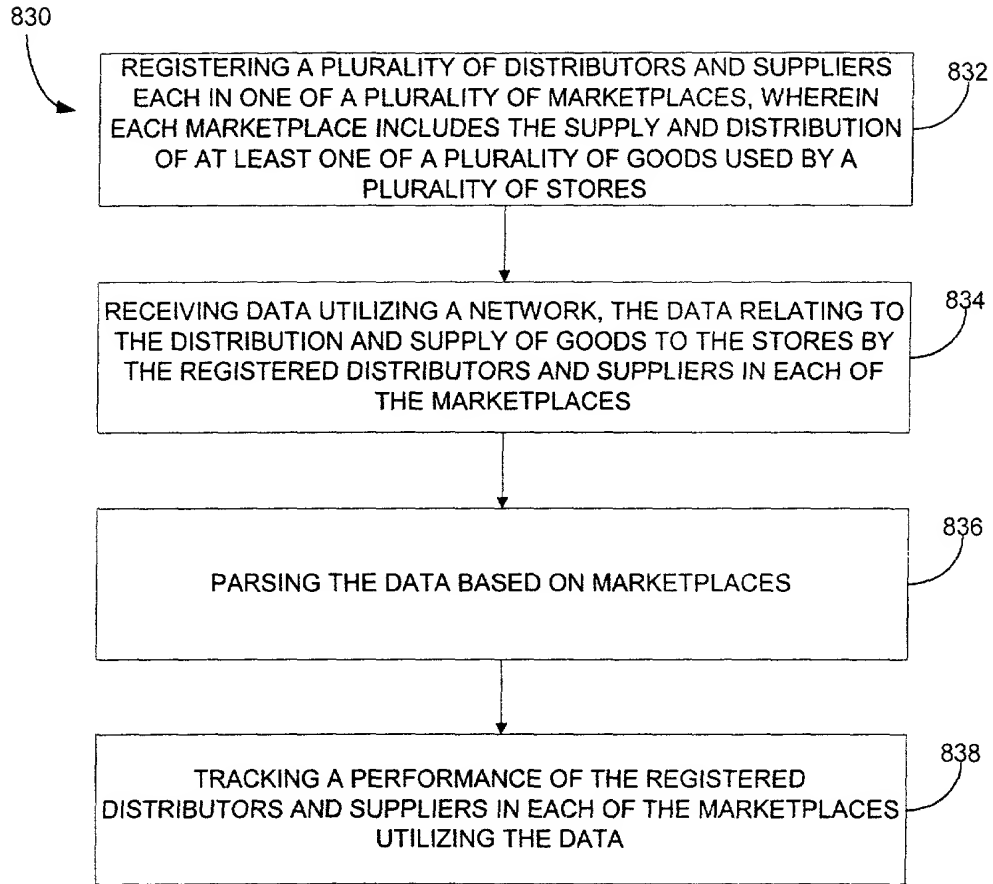 830
REGISTERING A PLURALITY OF DISTRIBUTORS AND SUPPLIERS
EACH IN ONE OF A PLURALITY OF MARKETPLACES, WHEREIN
EACH MARKETPLACE INCLUDES THE SUPPLY AND DISTRIBUTION
OF AT LEAST ONE OF A PLURALITY OF GOODS USED BY A
PLURALITY OF STORES
832
RECEIVING DATA UTILIZING A NETWORK, THE DATA RELATING TO
THE DISTRIBUTION AND SUPPLY OF GOODS TO THE STORES BY
THE REGISTERED DISTRIBUTORS AND SUPPLIERS IN EACH OF
THE MARKETPLACES
834
PARSING THE DATA BASED ON MARKETPLACES
836
TRACKING A PERFORMANCE OF THE REGISTERED
DISTRIBUTORS AND SUPPLIERS IN EACH OF THE MARKETPLACES
UTILIZING THE DATA
838